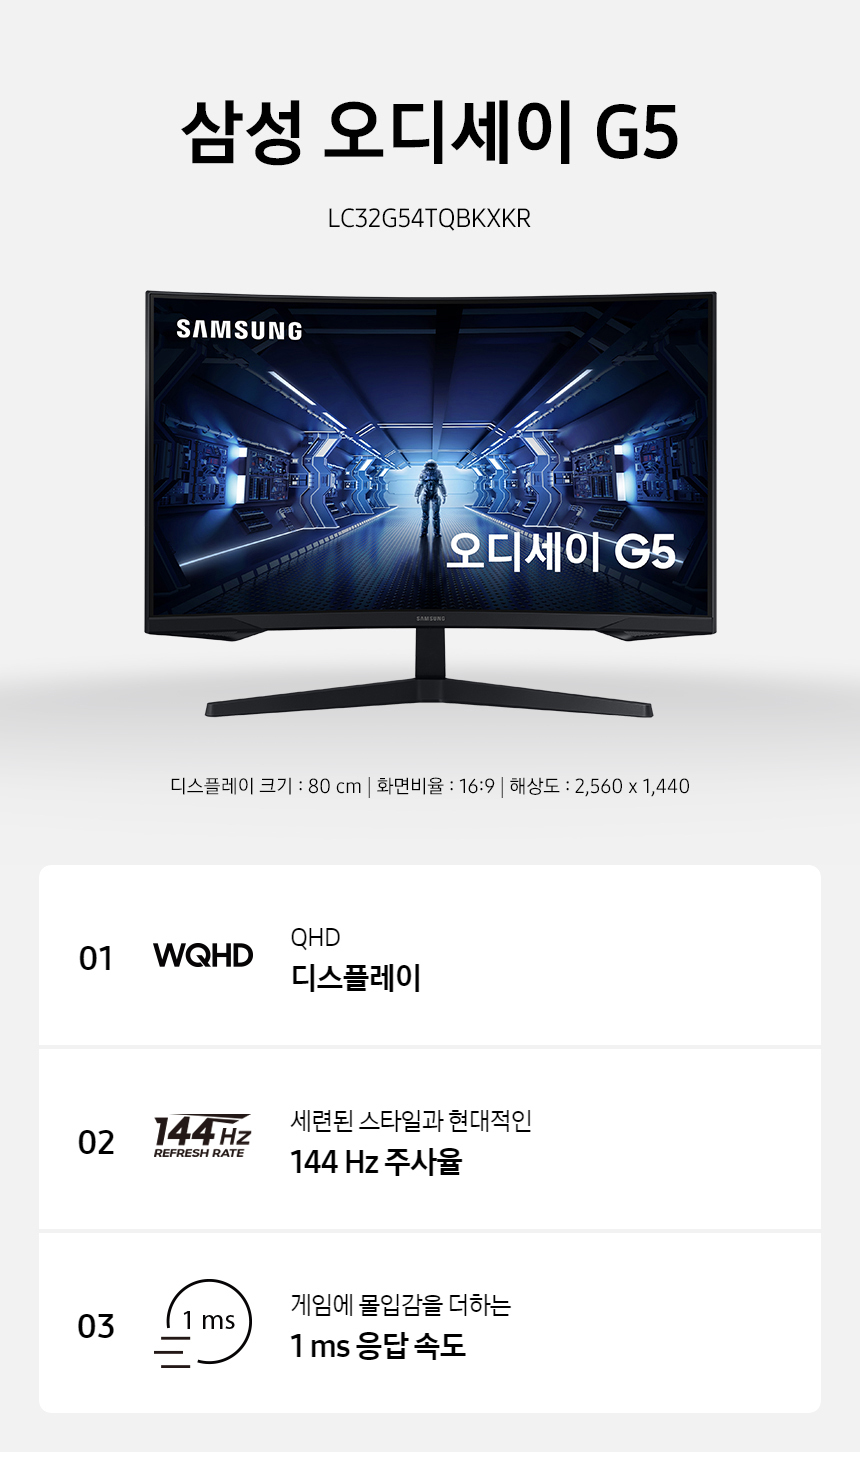 삼성 오디세이 G5
LC32G54TQBKXKR
SAMSUNG
오디세이 G5
SAMSUNG
디스플레이 크기 : 80 cm | 화면비율 : 16:9 | 해상도 : 2,560 x 1,440
01
WQHD
QHD
디스플레이
02
144 Hz
REFRESH RATE
세련된 스타일과 현대적인
144 Hz 주사율
03
1 ms
게임에 몰입감을 더하는
1 ms 응답 속도